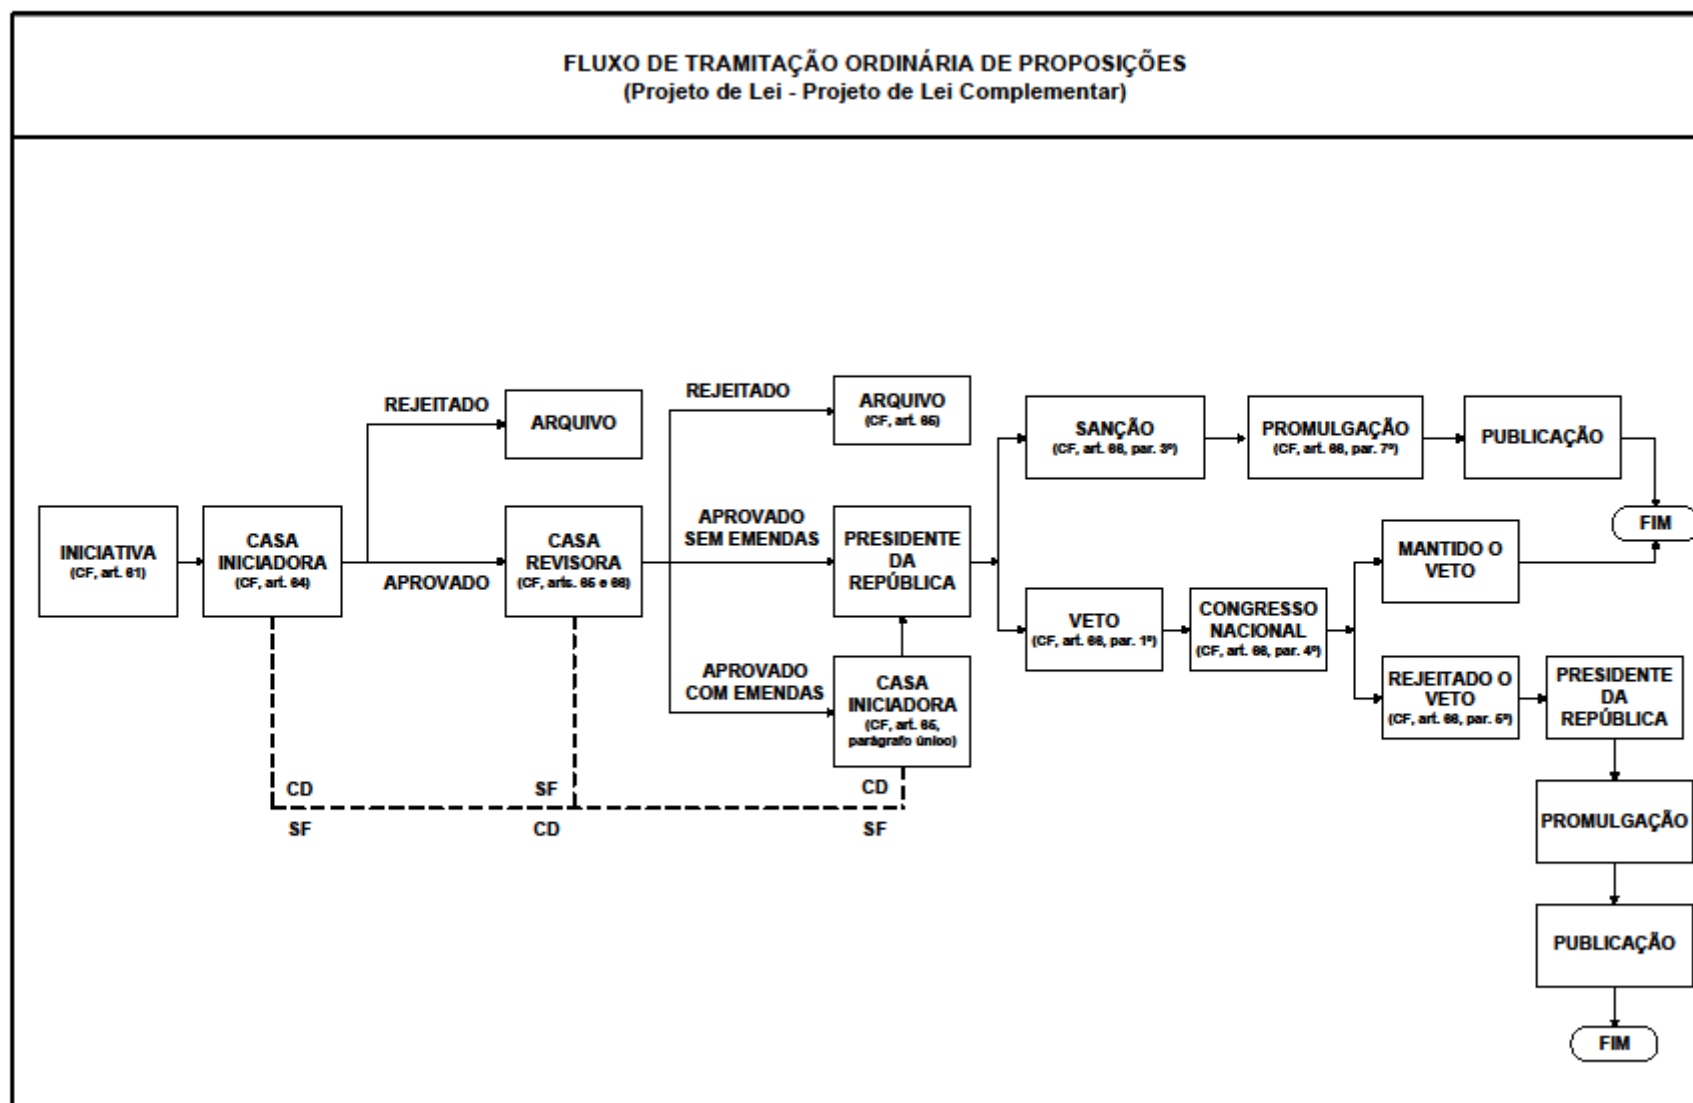 FLUXO DE TRAMITAÇÃO ORDINÁRIA DE PROPOSIÇÕES
(Projeto de Lei - Projeto de Lei Complementar)
INICIATIVA
(CF, art. 61)
CASA
INICIADORA
(CF, art. 64)
REJEITADO
ARQUIVO
APROVADO
CASA
REVISORA
(CF, arts. 65 e 66)
REJEITADO
ARQUIVO
(CF, art. 65)
APROVADO
SEM EMENDAS
PRESIDENTE
DA
REPÚBLICA
APROVADO
COM EMENDAS
CASA
INICIADORA
(CF, art. 65,
parágrafo único)
CD
SF
SF
CD
CD
SF
SANÇÃO
(CF, art. 66, par. 3º)
PROMULGAÇÃO
(CF, art. 66, par. 7º)
PUBLICAÇÃO
FIM
VETO
(CF, art. 66, par. 1º)
CONGRESSO
NACIONAL
(CF, art. 66, par. 4º)
MANTIDO O
VETO
REJEITADO O
VETO
(CF, art. 66, par. 5º)
PRESIDENTE
DA
REPÚBLICA
PROMULGAÇÃO
PUBLICAÇÃO
FIM